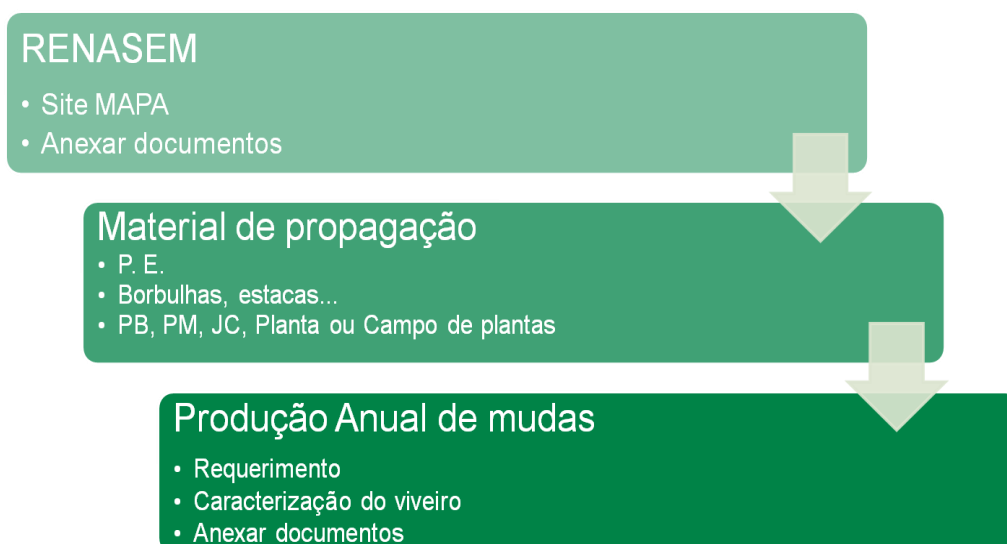 RENASEM
• Site MAPA
• Anexar documentos
Material de propagação
• P. E.
• Borbulhas, estacas...
• PB, PM, JC, Planta ou Campo de plantas
Produção Anual de mudas
• Requerimento
• Caracterização do viveiro
• Anexar documentos